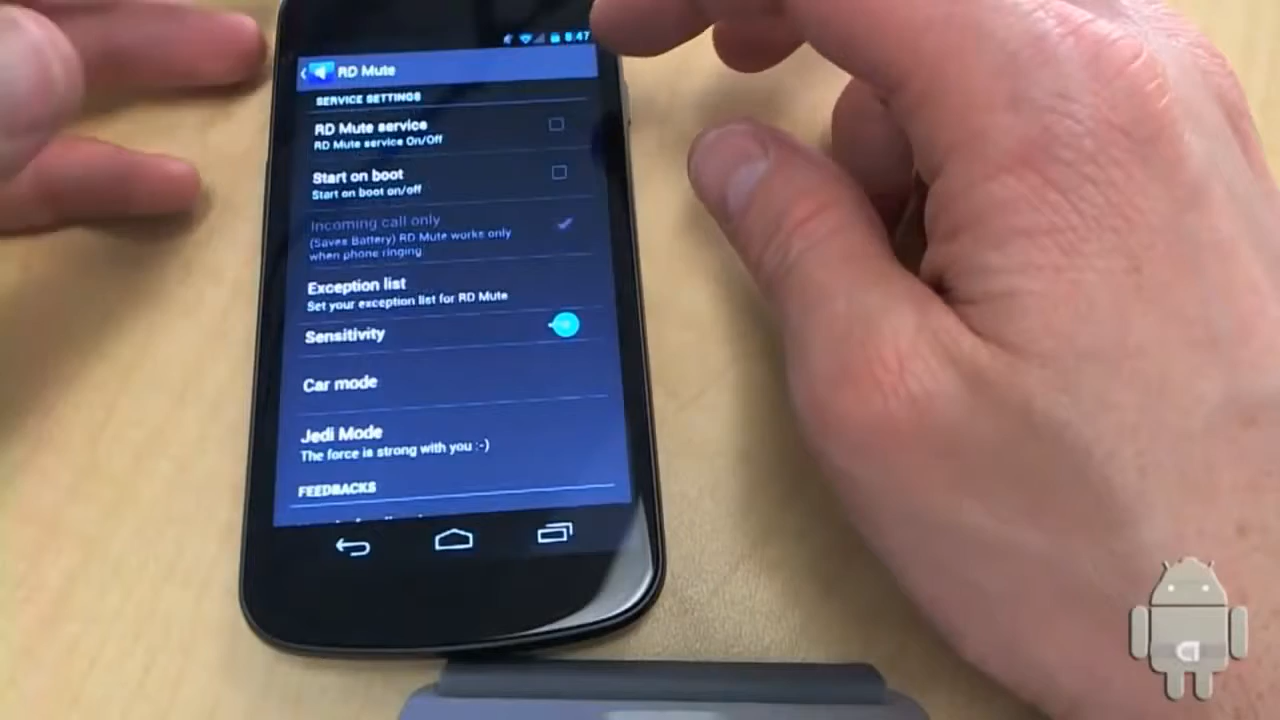 8:47
RD Mute
SERVICE SETTINGS
RD Mute service
RD Mute service On/Off
Start on boot
Start on boot on/off
Incoming call only
(Saves Battery) RD Mute works only
when phone ringing
Exception list
Set your exception list for RD Mute
Sensitivity
Car mode
Jedi Mode
The force is strong with you :-)
FEEDBACKS